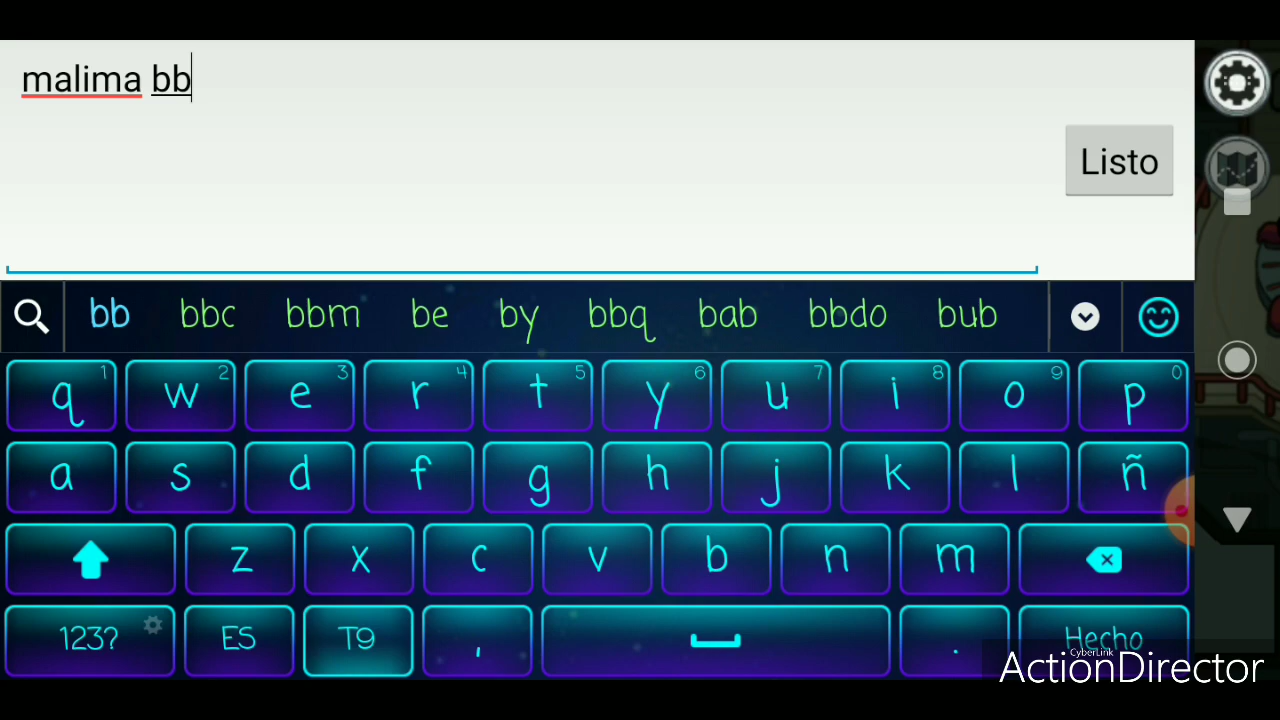 malima bb
Listo
bb bbc bbm be by bbq bab bbdo bub
q 1 w 2 e 3 r 4 t 5 y 6 u 7 i 8 o 9 p 0
a s d f g h j k l ñ
z x c v b n m
123? ES T9 , . Hecho
CyberLink
ActionDirector